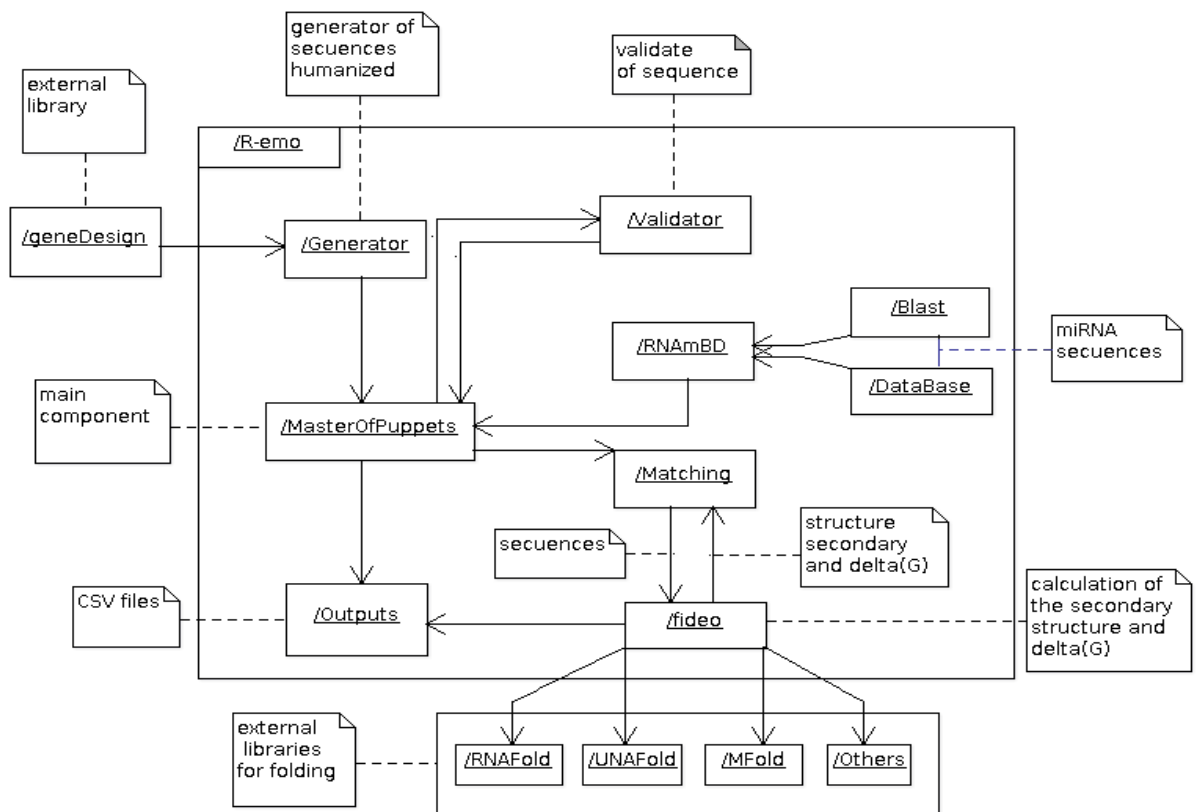 generator of
secuences
humanized
validate
of sequence
external
library
/R-emo
/geneDesign
/Generator
/Validator
/Blast
/RNAmBD
miRNA
secuences
/DataBase
main
component
/MasterOfPuppets
/Matching
secuences
structure
secondary
and delta(G)
CSV files
/Outputs
/fideo
calculation of
the secondary
structure and
delta(G)
external
libraries
for folding
/RNAFold
/UNAFold
/MFold
/Others